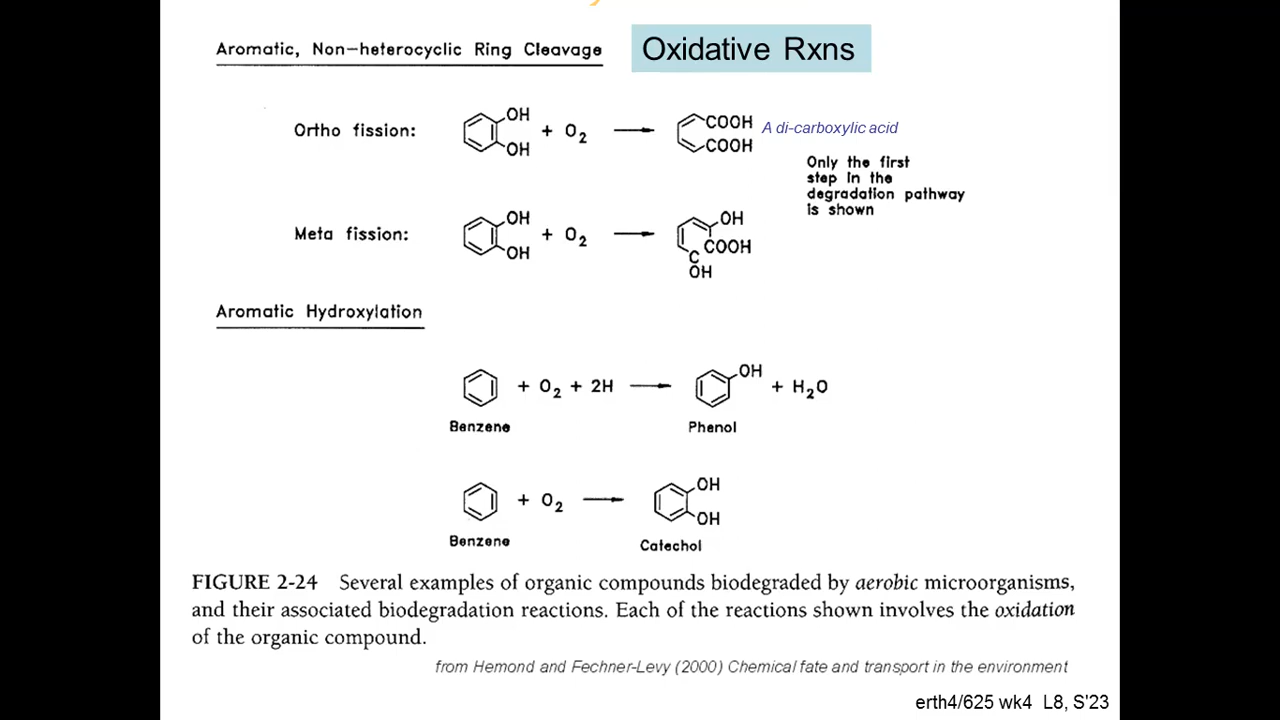 Aromatic, Non-heterocyclic Ring Cleavage
Oxidative Rxns
Ortho fission:
OH
OH
+ O2
COOH
COOH
A di-carboxylic acid
Only the first
step in the
degradation pathway
is shown
Meta fission:
OH
OH
+ O2
OH
COOH
C
OH
Aromatic Hydroxylation
+ O2 + 2H
OH
+ H2O
Benzene
Phenol
+ O2
OH
OH
Benzene
Catechol
FIGURE 2-24 Several examples of organic compounds biodegraded by aerobic microorganisms,
and their associated biodegradation reactions. Each of the reactions shown involves the oxidation
of the organic compound.
from Hemond and Fechner-Levy (2000) Chemical fate and transport in the environment
erth4/625 wk4 L8, S'23